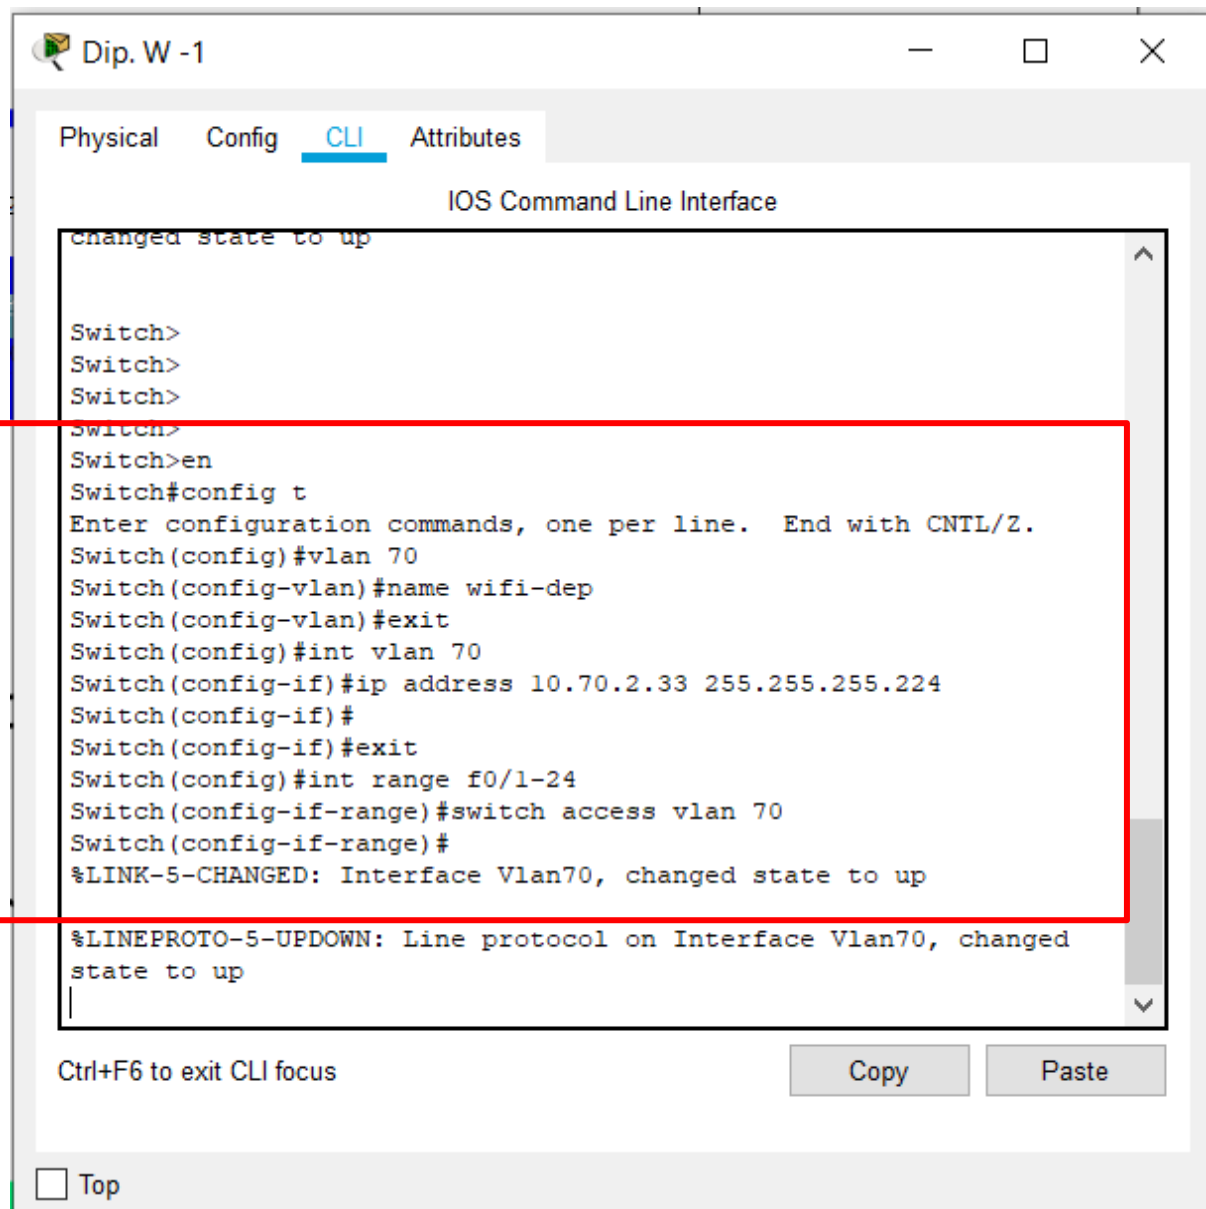 Dip. W -1
Physical Config CLI Attributes
IOS Command Line Interface
changed state to up
Switch>
Switch>
Switch>
Switch>
Switch>en
Switch#config t
Enter configuration commands, one per line.  End with CNTL/Z.
Switch(config)#vlan 70
Switch(config-vlan)#name wifi-dep
Switch(config-vlan)#exit
Switch(config)#int vlan 70
Switch(config-if)#ip address 10.70.2.33 255.255.255.224
Switch(config-if)#
Switch(config-if)#exit
Switch(config)#int range f0/1-24
Switch(config-if-range)#switch access vlan 70
Switch(config-if-range)#
%LINK-5-CHANGED: Interface Vlan70, changed state to up
%LINEPROTO-5-UPDOWN: Line protocol on Interface Vlan70, changed
state to up
Ctrl+F6 to exit CLI focus
Copy Paste
Top